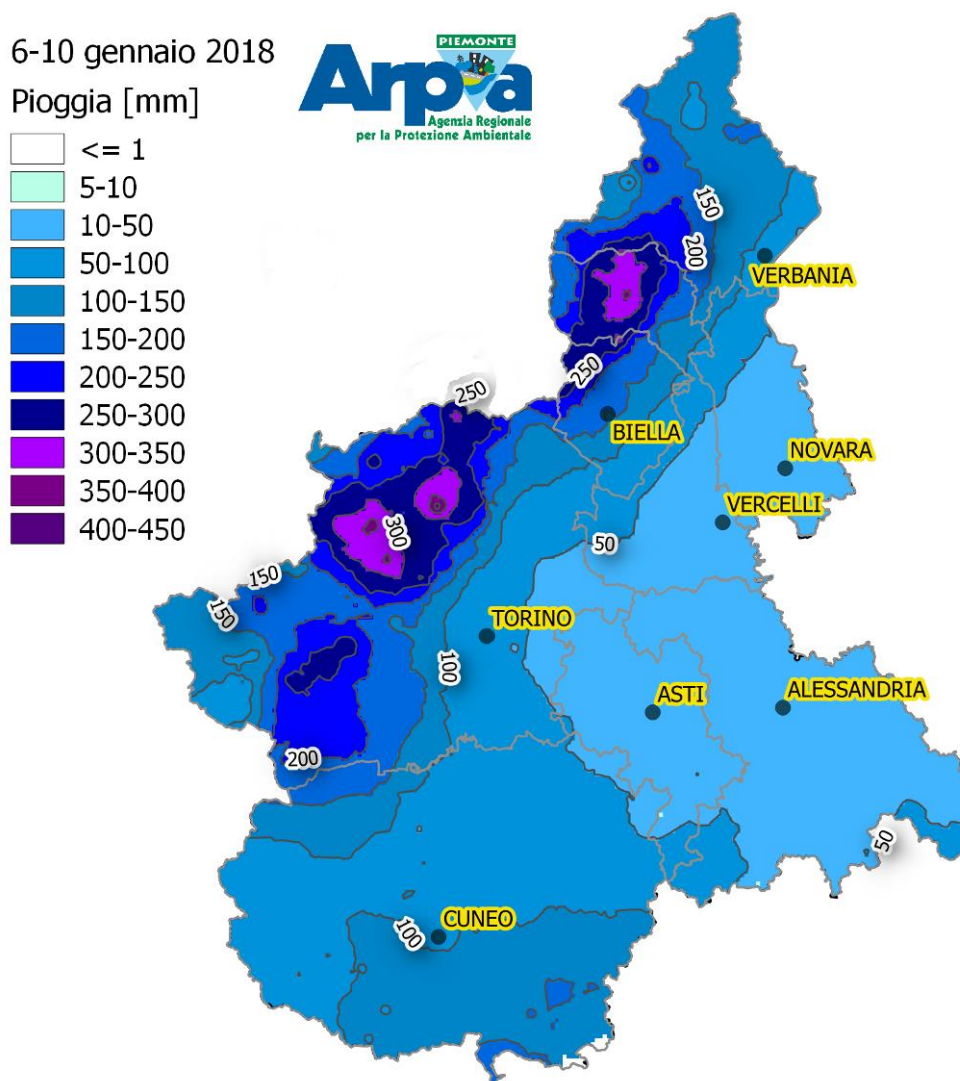 6-10 gennaio 2018
Pioggia [mm]
<= 1
5-10
10-50
50-100
100-150
150-200
200-250
250-300
300-350
350-400
400-450
PIEMONTE
Arpa
Agenzia Regionale
per la Protezione Ambientale
150
200
VERBANIA
250
250
BIELLA
NOVARA
VERCELLI
300
50
150
150
TORINO
100
ASTI
ALESSANDRIA
200
50
CUNEO
100